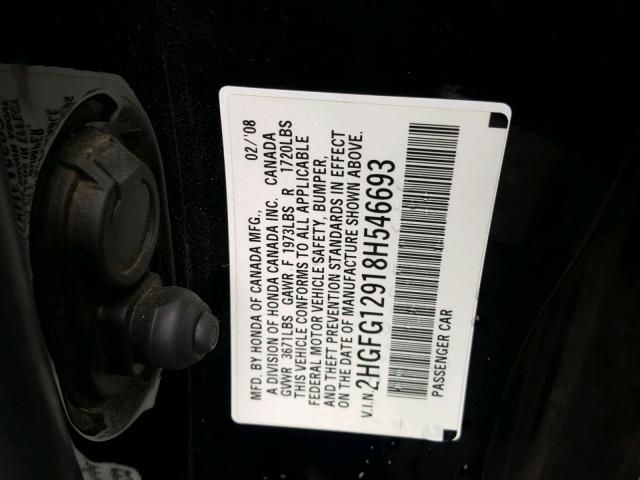 MFD. BY HONDA OF CANADA MFG., 02/'08
A DIVISION OF HONDA CANADA INC. CANADA
GVWR 3671LBS GAWR F 1973LBS R 1720LBS
THIS VEHICLE CONFORMS TO ALL APPLICABLE
FEDERAL MOTOR VEHICLE SAFETY, BUMPER,
AND THEFT PREVENTION STANDARDS IN EFFECT
ON THE DATE OF MANUFACTURE SHOWN ABOVE.
V.I.N. 2HGFG12918H546693
PASSENGER CAR